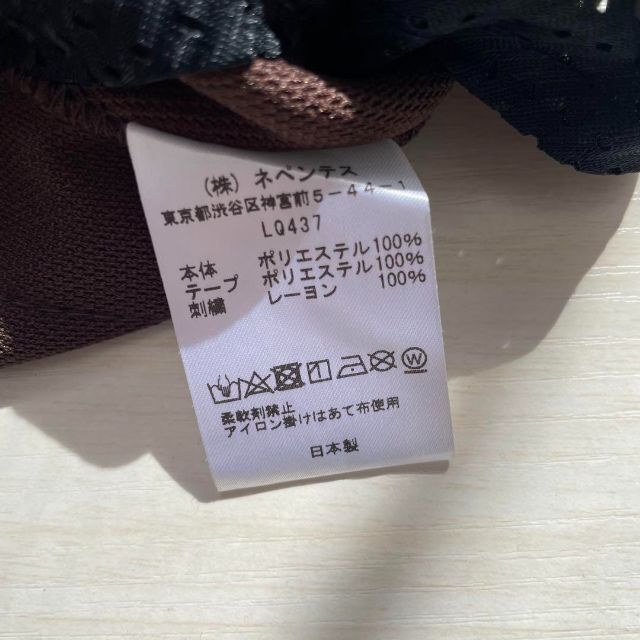 (株) ネペンテス
東京都渋谷区神宮前5-44-1
LQ437
本体 ポリエステル100%
テープ ポリエステル100%
刺繍 レーヨン 100%
W
柔軟剤禁止
アイロン掛けはあて布使用
日本製